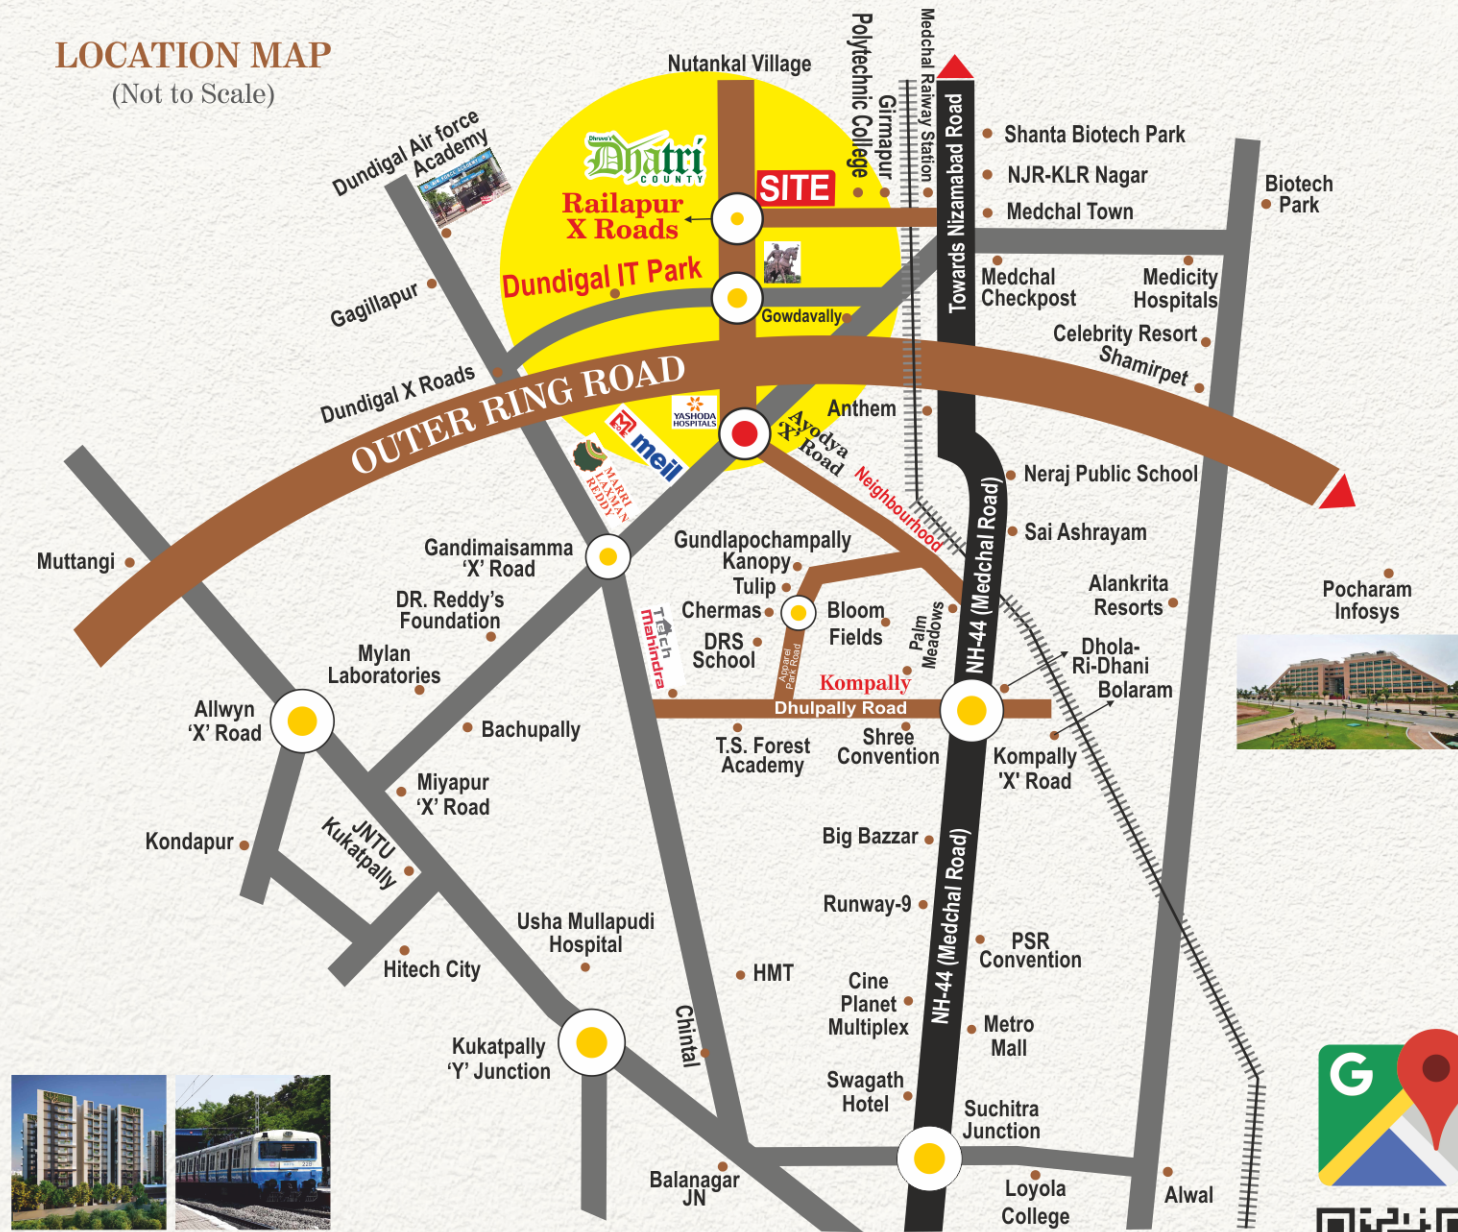 LOCATION MAP
(Not to Scale)
Nutankal Village
Polytechnic College
Girmapur
Medchal Raiway Station
Towards Nizamabad Road
Shanta Biotech Park
NJR-KLR Nagar
Medchal Town
Biotech
Park
Dundigal Air force
Academy
Dhatri
COUNTY
SITE
Railapur
X Roads
Dundigal IT Park
Gowdavally
Medchal
Checkpost
Medicity
Hospitals
Celebrity Resort
Shamirpet
Gagillapur
Dundigal X Roads
OUTER RING ROAD
YASHODA
HOSPITALS
meil
MARRI
LAXMAN
REDDY
Ayodya
‘X’ Road
Anthem
Neighbourhood
Neraj Public School
Sai Ashrayam
NH-44 (Medchal Road)
Muttangi
Gandimaisamma
‘X’ Road
DR. Reddy’s
Foundation
Mylan
Laboratories
Gundlapochampally
Kanopy
Tulip
Chermas
DRS
School
Bloom
Fields
Palm
Meadows
Apparel
Park Road
Tech
Mahindra
Kompally
Dhulpally Road
Alankrita
Resorts
Pocharam
Infosys
Dhola-
Ri-Dhani
Bolaram
Allwyn
‘X’ Road
Bachupally
T.S. Forest
Academy
Shree
Convention
Kompally
'X' Road
Miyapur
‘X’ Road
JNTU
Kukatpally
Kondapur
Big Bazzar
Runway-9
NH-44 (Medchal Road)
PSR
Convention
Usha Mullapudi
Hospital
Hitech City
HMT
Cine
Planet
Multiplex
Metro
Mall
Chintal
Kukatpally
‘Y’ Junction
Swagath
Hotel
Suchitra
Junction
Balanagar
JN
Loyola
College
Alwal
G